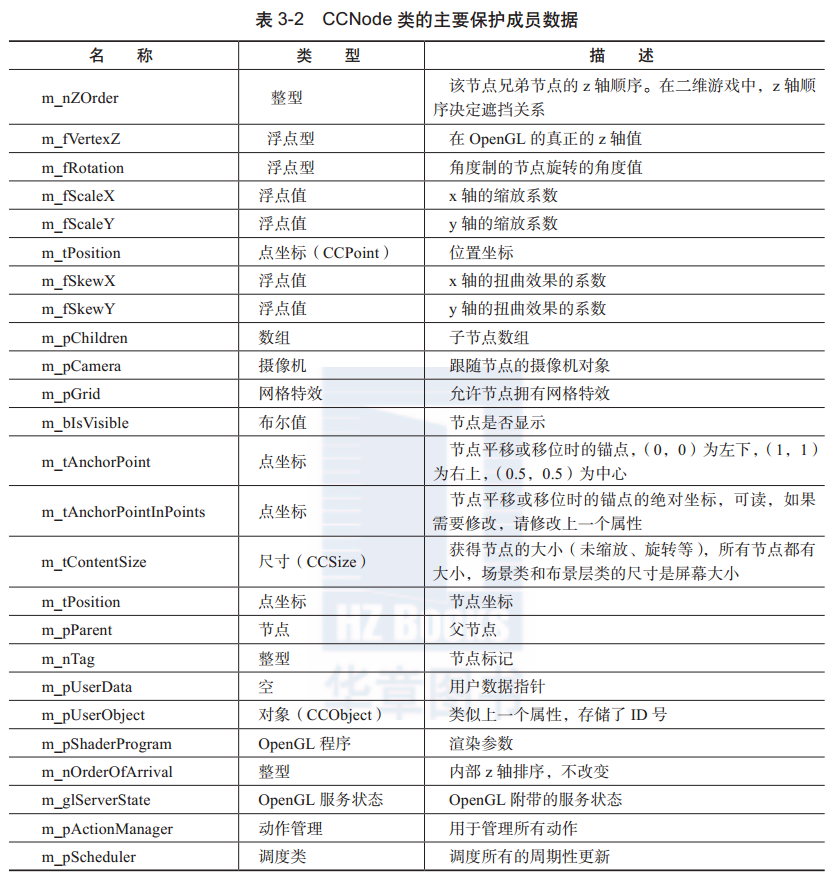 表 3-2 CCNode 类的主要保护成员数据
名 称 类 型 描 述
m_nZOrder 整型 该节点兄弟节点的 z 轴顺序。在二维游戏中，z 轴顺
序决定遮挡关系
m_fVertexZ 浮点型 在 OpenGL 的真正的 z 轴值
m_fRotation 浮点型 角度制的节点旋转的角度值
m_fScaleX 浮点值 x 轴的缩放系数
m_fScaleY 浮点值 y 轴的缩放系数
m_tPosition 点坐标（CCPoint） 位置坐标
m_fSkewX 浮点值 x 轴的扭曲效果的系数
m_fSkewY 浮点值 y 轴的扭曲效果的系数
m_pChildren 数组 子节点数组
m_pCamera 摄像机 跟随节点的摄像机对象
m_pGrid 网格特效 允许节点拥有网格特效
m_bIsVisible 布尔值 节点是否显示
m_tAnchorPoint 点坐标 节点平移或移位时的锚点，（0，0）为左下，（1，1）
为右上，（0.5，0.5）为中心
m_tAnchorPointInPoints 点坐标 节点平移或移位时的锚点的绝对坐标，可读，如果
需要修改，请修改上一个属性
m_tContentSize 尺寸（CCSize） 获得节点的大小（未缩放、旋转等），所有节点都有
大小，场景类和布景层类的尺寸是屏幕大小
m_tPosition 点坐标 节点坐标
m_pParent 节点 父节点
m_nTag 整型 节点标记
m_pUserData 空 用户数据指针
m_pUserObject 对象（CCObject） 类似上一个属性，存储了 ID 号
m_pShaderProgram OpenGL 程序 渲染参数
m_nOrderOfArrival 整型 内部 z 轴排序，不改变
m_glServerState OpenGL 服务状态 OpenGL 附带的服务状态
m_pActionManager 动作管理 用于管理所有动作
m_pScheduler 调度类 调度所有的周期性更新
HZ BOOKS
华章图书